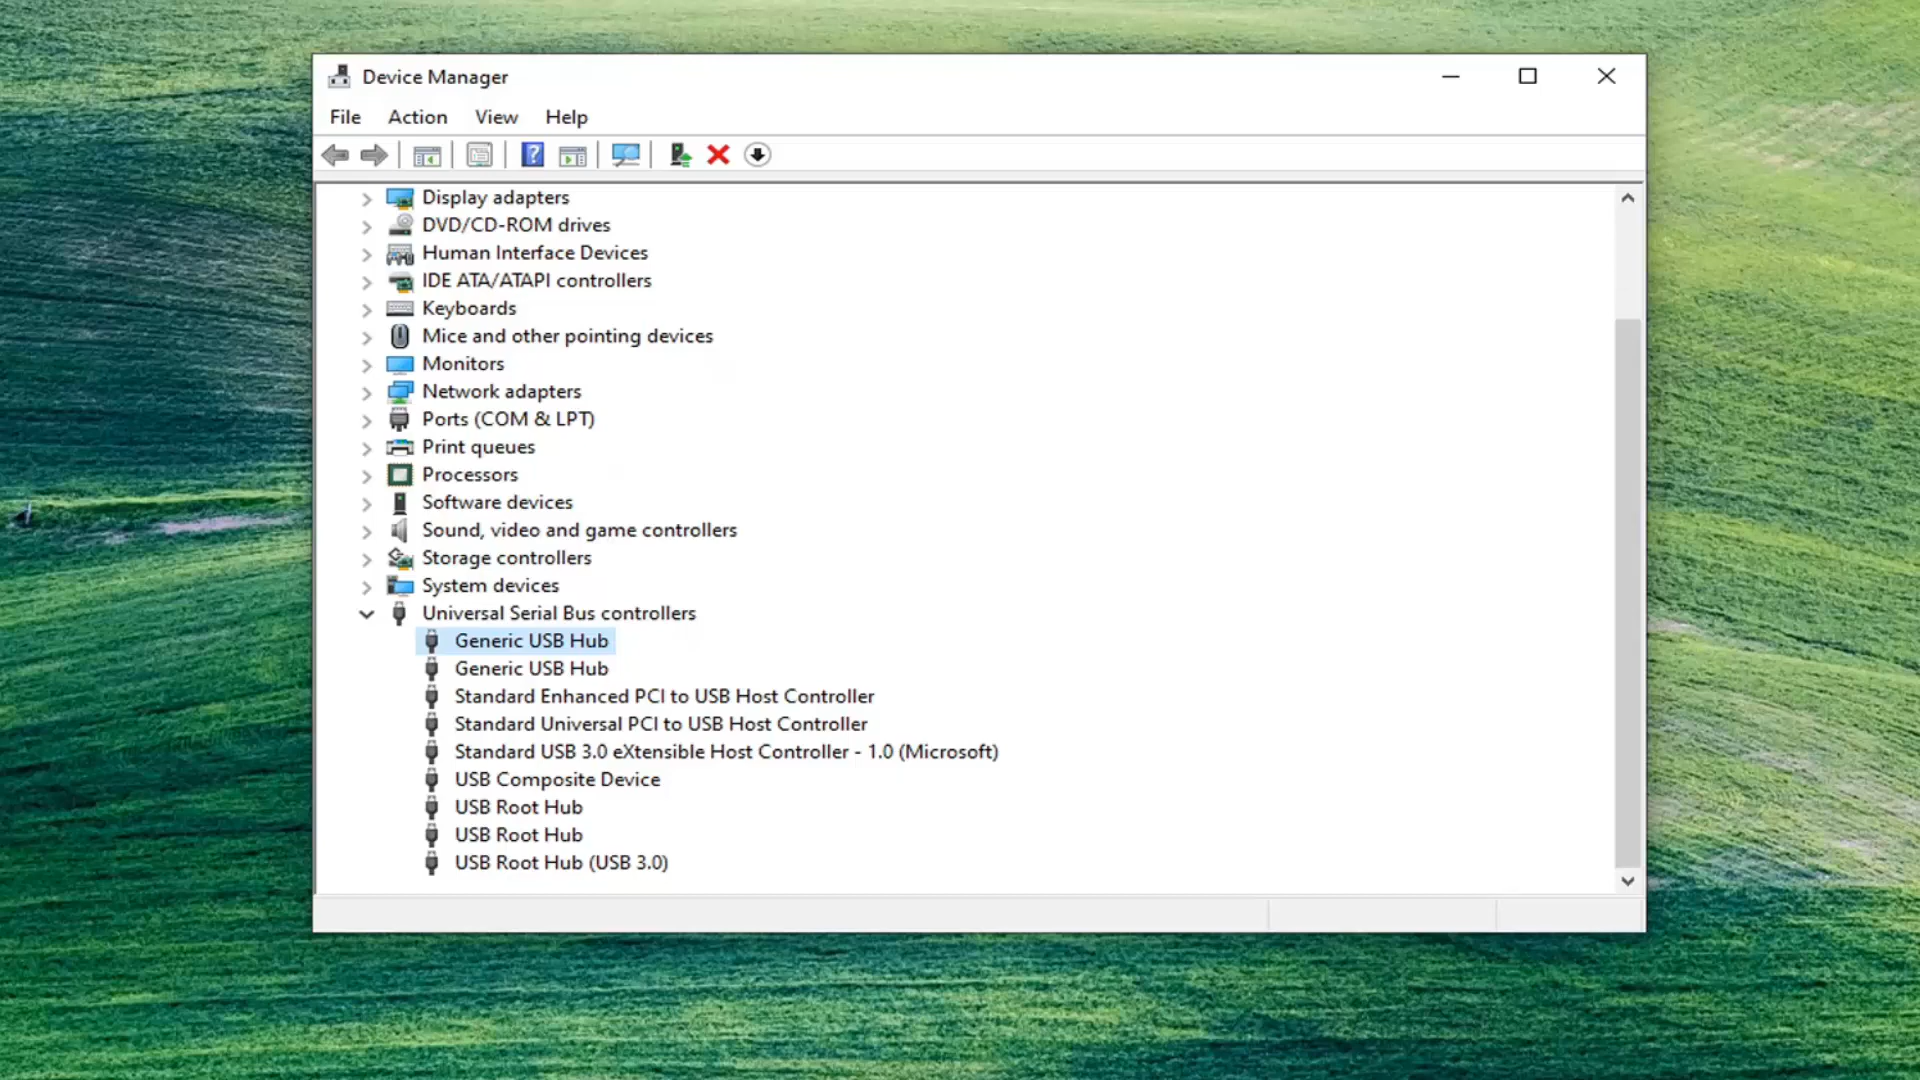 Device Manager
File Action View Help
Display adapters
DVD/CD-ROM drives
Human Interface Devices
IDE ATA/ATAPI controllers
Keyboards
Mice and other pointing devices
Monitors
Network adapters
Ports (COM & LPT)
Print queues
Processors
Software devices
Sound, video and game controllers
Storage controllers
System devices
Universal Serial Bus controllers
Generic USB Hub
Generic USB Hub
Standard Enhanced PCI to USB Host Controller
Standard Universal PCI to USB Host Controller
Standard USB 3.0 eXtensible Host Controller - 1.0 (Microsoft)
USB Composite Device
USB Root Hub
USB Root Hub
USB Root Hub (USB 3.0)